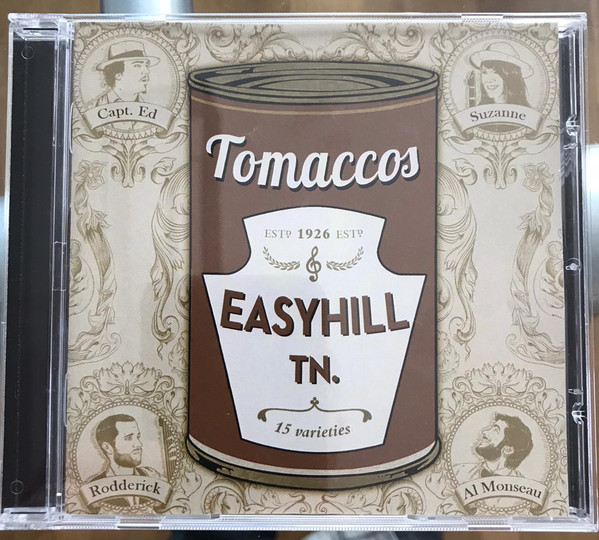 Capt. Ed
Suzanne
Tomaccos
ESTD 1926 ESTD
EASYHILL
TN.
15 varieties
Rodderick
Al Monseau